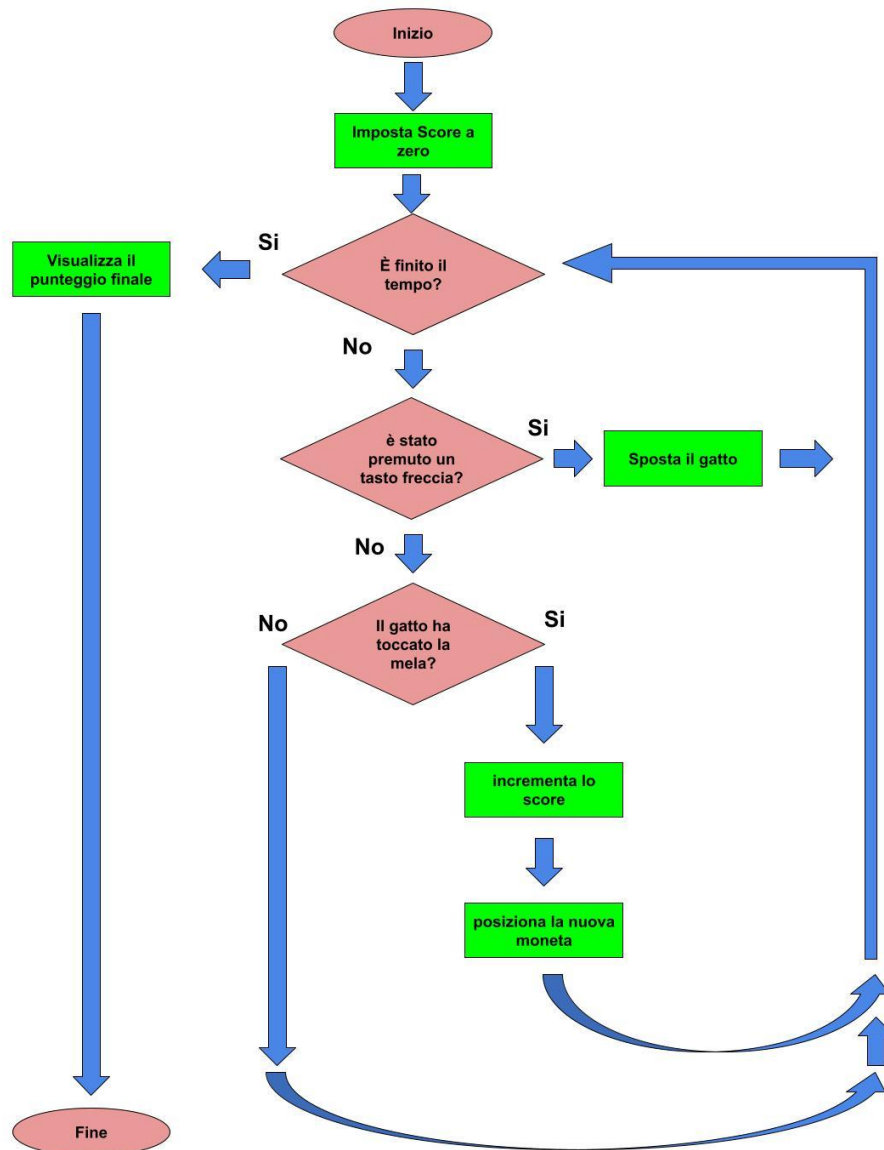 Inizio
Imposta Score a
zero
Si
Visualizza il
punteggio finale
È finito il
tempo?
No
è stato
premuto un
tasto freccia?
Si
Sposta il gatto
No
No
Il gatto ha
toccato la
mela?
Si
incrementa lo
score
posiziona la nuova
moneta
Fine